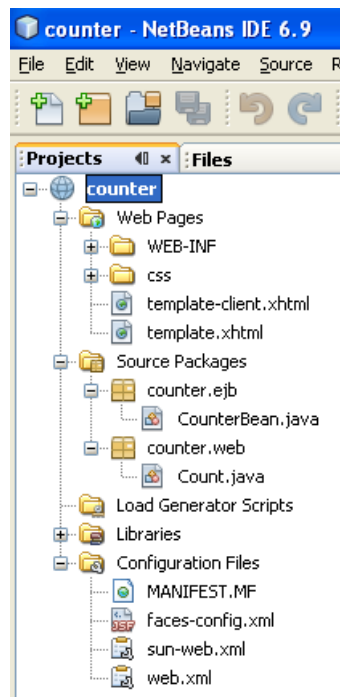 counter - NetBeans IDE 6.9
File Edit View Navigate Source R
Projects Files
counter
Web Pages
WEB-INF
css
template-client.xhtml
template.xhtml
Source Packages
counter.ejb
CounterBean.java
counter.web
Count.java
Load Generator Scripts
Libraries
Configuration Files
MANIFEST.MF
faces-config.xml
sun-web.xml
web.xml